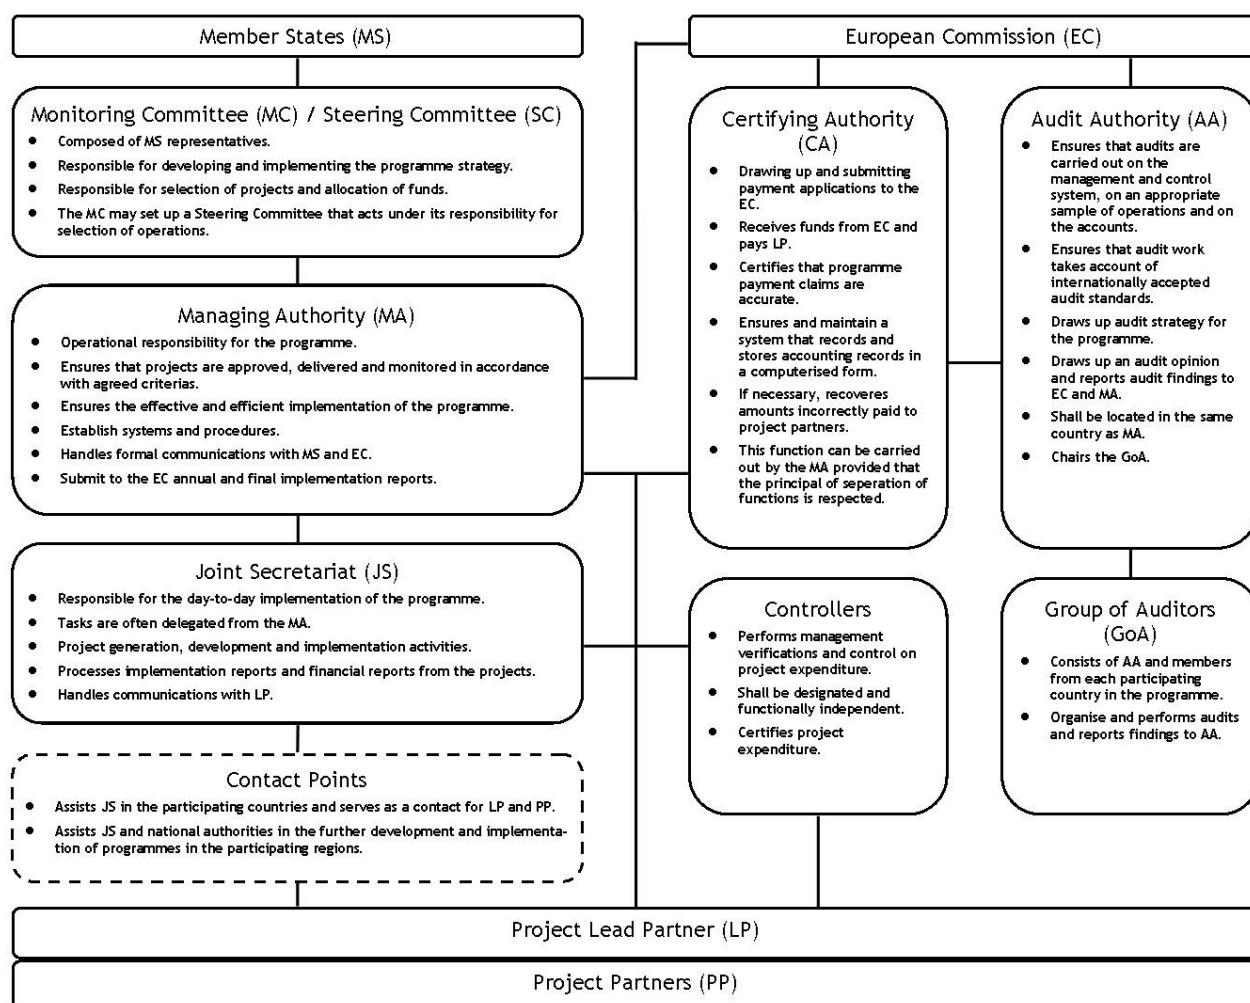 Member States (MS)
European Commission (EC)
Monitoring Committee (MC) / Steering Committee (SC)
● Composed of MS representatives.
● Responsible for developing and implementing the programme strategy.
● Responsible for selection of projects and allocation of funds.
● The MC may set up a Steering Committee that acts under its responsibility for
selection of operations.
Managing Authority (MA)
● Operational responsibility for the programme.
● Ensures that projects are approved, delivered and monitored in accordance
with agreed criterias.
● Ensures the effective and efficient implementation of the programme.
● Establish systems and procedures.
● Handles formal communications with MS and EC.
● Submit to the EC annual and final implementation reports.
Joint Secretariat (JS)
● Responsible for the day-to-day implementation of the programme.
● Tasks are often delegated from the MA.
● Project generation, development and implementation activities.
● Processes implementation reports and financial reports from the projects.
● Handles communications with LP.
Contact Points
● Assists JS in the participating countries and serves as a contact for LP and PP.
● Assists JS and national authorities in the further development and implementa-
tion of programmes in the participating regions.
Certifying Authority
(CA)
● Drawing up and submitting
payment applications to the
EC.
● Receives funds from EC and
pays LP.
● Certifies that programme
payment claims are
accurate.
● Ensures and maintain a
system that records and
stores accounting records in
a computerised form.
● If necessary, recoveres
amounts incorrectly paid to
project partners.
● This function can be carried
out by the MA provided that
the principal of seperation of
functions is respected.
Audit Authority (AA)
● Ensures that audits are
carried out on the
management and control
system, on an appropriate
sample of operations and on
the accounts.
● Ensures that audit work
takes account of
internationally accepted
audit standards.
● Draws up audit strategy for
the programme.
● Draws up an audit opinion
and reports audit findings to
EC and MA.
● Shall be located in the same
country as MA.
● Chairs the GoA.
Controllers
● Performs management
verifications and control on
project expenditure.
● Shall be designated and
functionally independent.
● Certifies project
expenditure.
Group of Auditors
(GoA)
● Consists of AA and members
from each participating
country in the programme.
● Organise and performs audits
and reports findings to AA.
Project Lead Partner (LP)
Project Partners (PP)